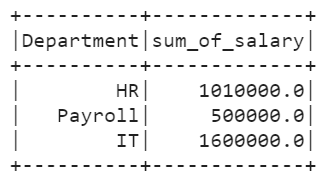 +----------+-------------+
|Department|sum_of_salary|
+----------+-------------+
|        HR|    1010000.0|
|   Payroll|     500000.0|
|        IT|    1600000.0|
+----------+-------------+